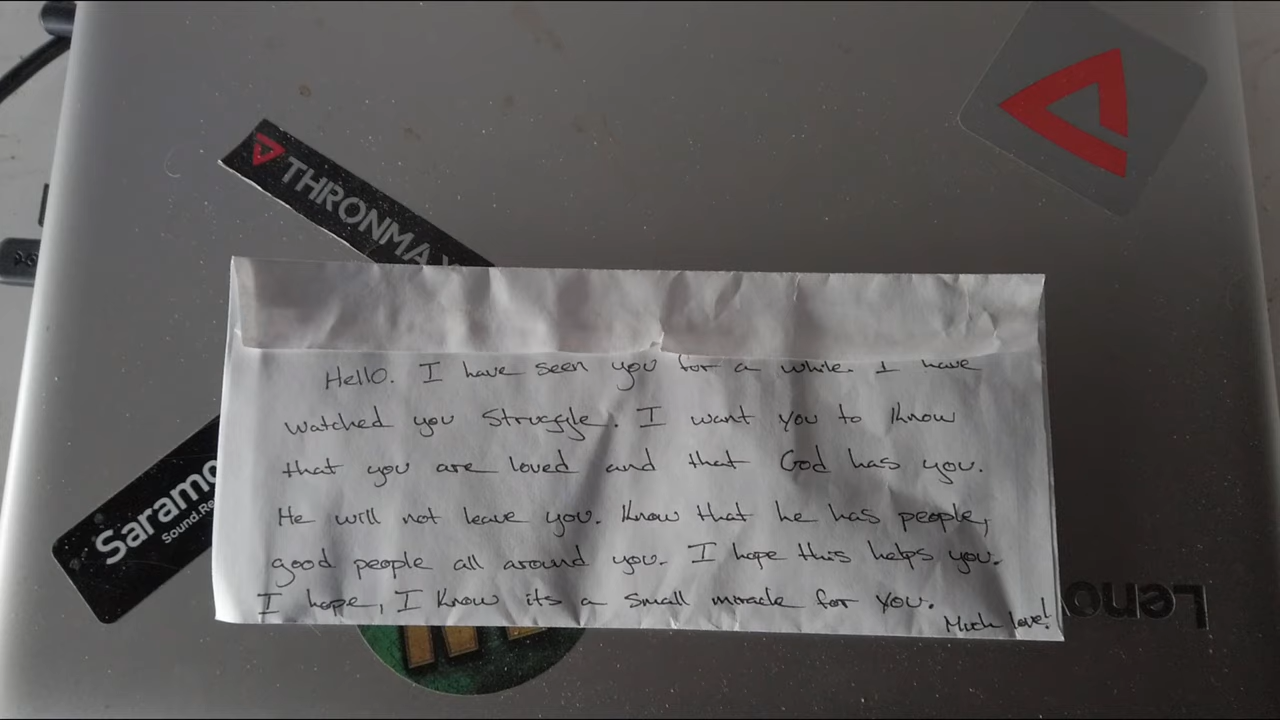 THRONMAX
Hello. I have seen you for a while. I have
watched you Struggle. I want you to know
that you are loved and that God has you.
He will not leave you. Know that he has people,
good people all around you. I hope this helps you.
I hope, I know its a small miracle for you.
Much love!
Saramo
Sound.Re
Lenovo